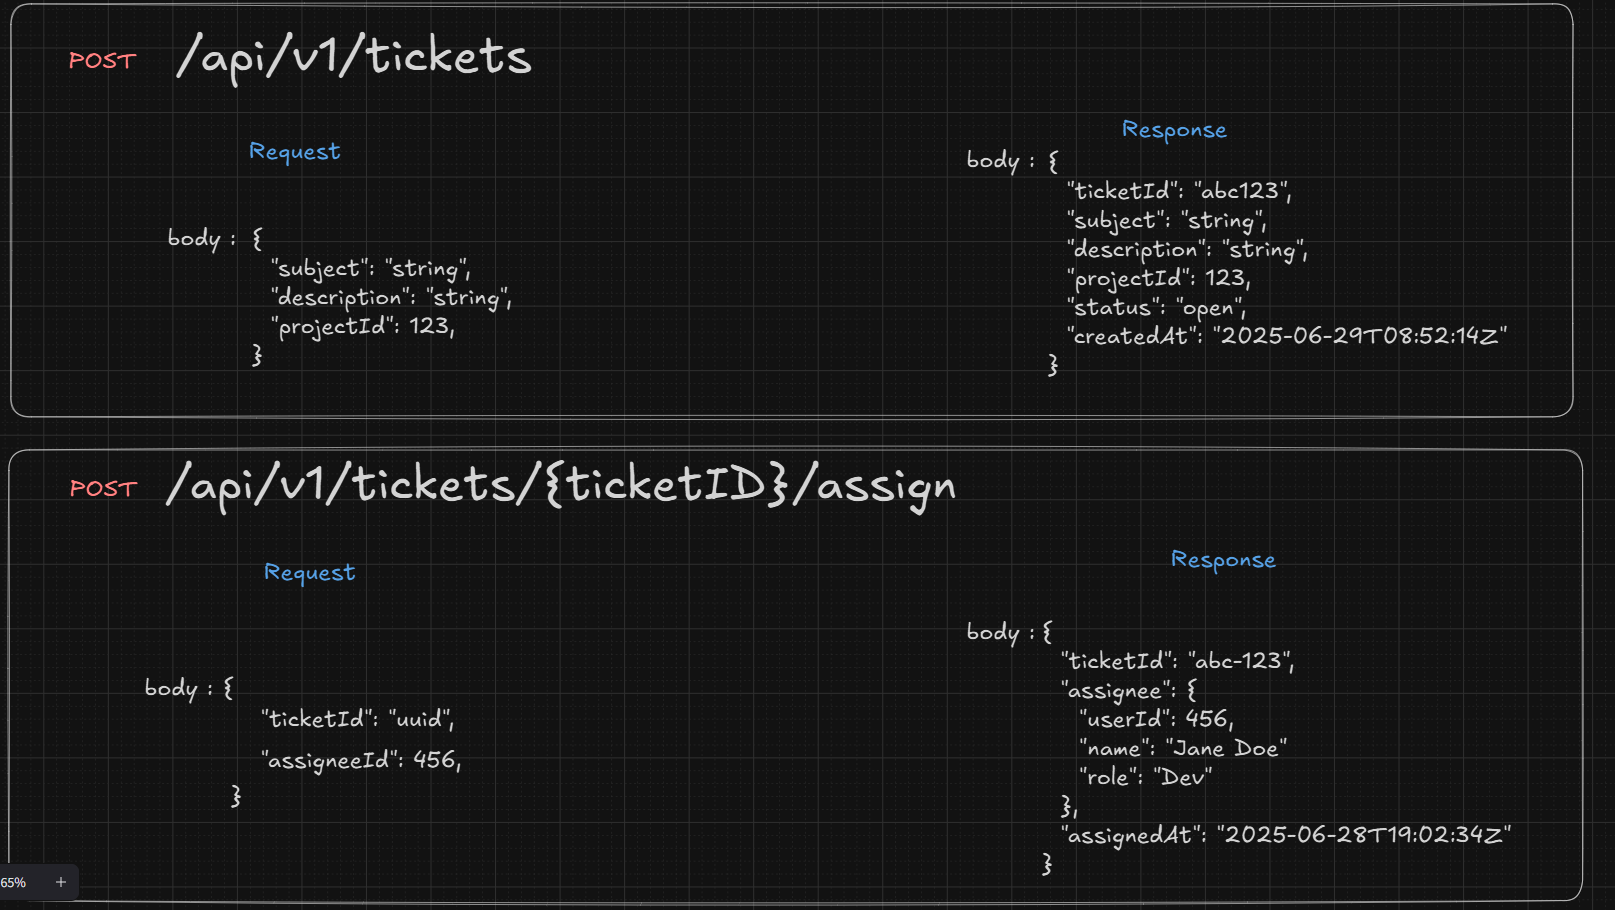 POST /api/v1/tickets
Request
body : {
"subject": "string",
"description": "string",
"projectId": 123,
}
Response
body : {
"ticketId": "abc123",
"subject": "string",
"description": "string",
"projectId": 123,
"status": "open",
"createdAt": "2025-06-29T08:52:14Z"
}
POST /api/v1/tickets/{ticketID}/assign
Request
body : {
"ticketId": "uuid",
"assigneeId": 456,
}
Response
body : {
"ticketId": "abc-123",
"assignee": {
"userId": 456,
"name": "Jane Doe"
"role": "Dev"
},
"assignedAt": "2025-06-28T19:02:34Z"
}
65% +